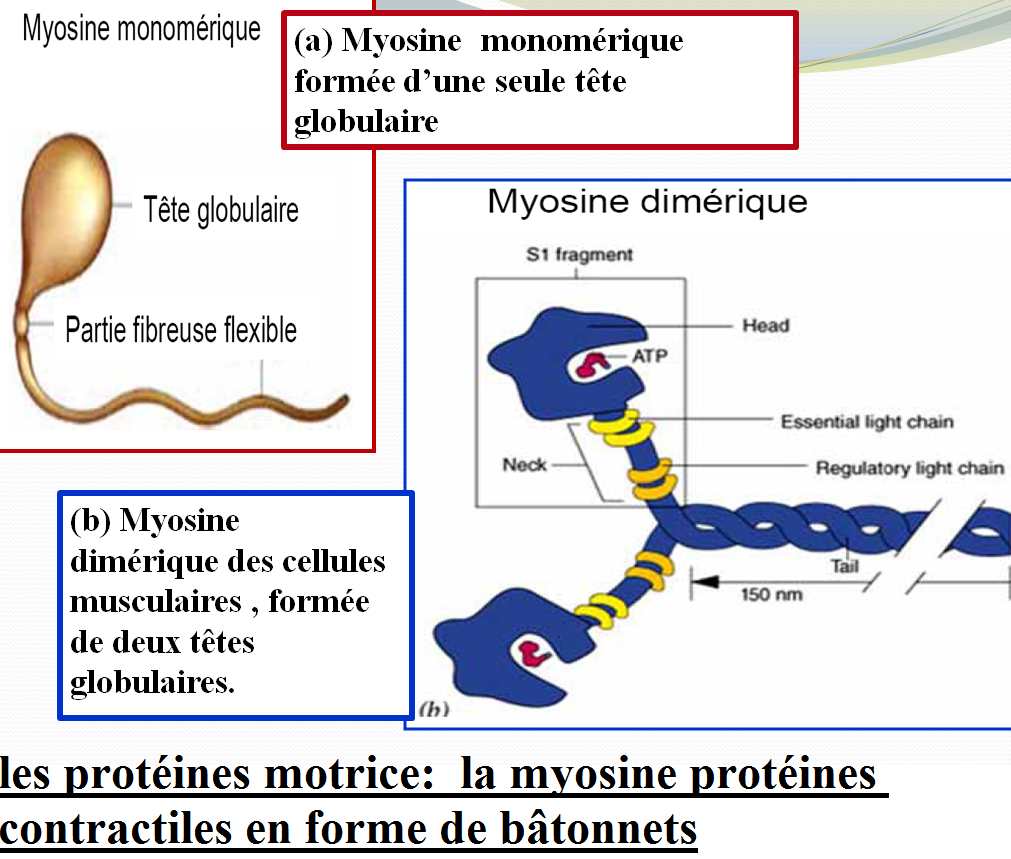 Myosine monomérique
(a) Myosine monomérique
formée d’une seule tête
globulaire
Tête globulaire
Partie fibreuse flexible
Myosine dimérique
S1 fragment
Head
ATP
Essential light chain
Neck
Regulatory light chain
Tail
150 nm
(b)
(b) Myosine
dimérique des cellules
musculaires , formée
de deux têtes
globulaires.
les protéines motrice: la myosine protéines
contractiles en forme de bâtonnets